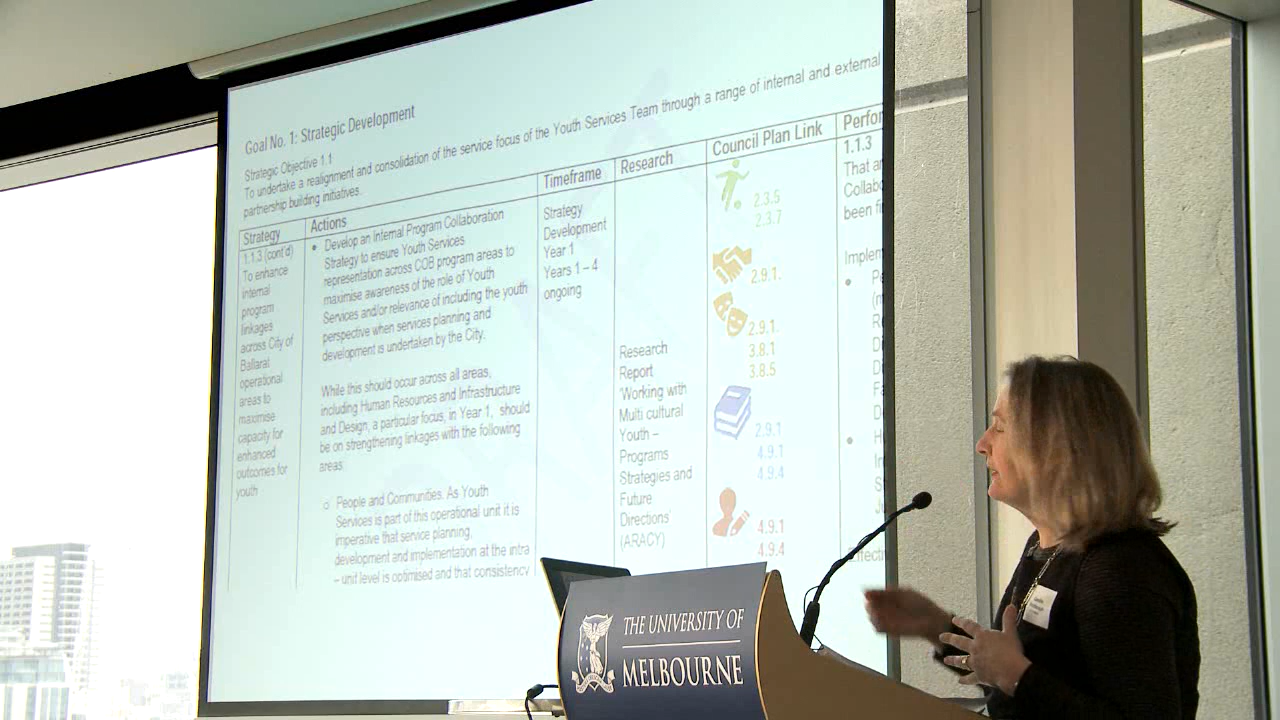 Goal No. 1: Strategic Development
Strategic Objective 1.1
To undertake a realignment and consolidation of the service focus of the Youth Services Team through a range of internal and external
partnership building initiatives.
Strategy
Actions
Timeframe
Research
Council Plan Link
1.1.3 (cont'd)
To enhance
internal
program
linkages
across City of
Ballarat
operational
areas to
maximise
capacity for
enhanced
outcomes for
youth
• Develop an Internal Program Collaboration
Strategy to ensure Youth Services
representation across COB program areas to
maximise awareness of the role of Youth
Services and/or relevance of including the youth
perspective when services planning and
development is undertaken by the City.
While this should occur across all areas,
including Human Resources and Infrastructure
and Design, a particular focus, in Year 1, should
be on strengthening linkages with the following
areas:
o People and Communities. As Youth
Services is part of this operational unit it is
imperative that service planning,
development and implementation at the intra
– unit level is optimised and that consistency
Strategy
Development
Year 1
Years 1 – 4
ongoing
Research
Report
'Working with
Multi cultural
Youth –
Programs
Strategies and
Future
Directions'
(ARACY)
2.3.5
2.3.7
2.9.1.
2.9.1.
3.8.1
3.8.5
2.9.1
4.9.1
4.9.4
4.9.1
4.9.4
Perfor
1.1.3
That an
Collabo
been fi
Implem
THE UNIVERSITY OF
MELBOURNE